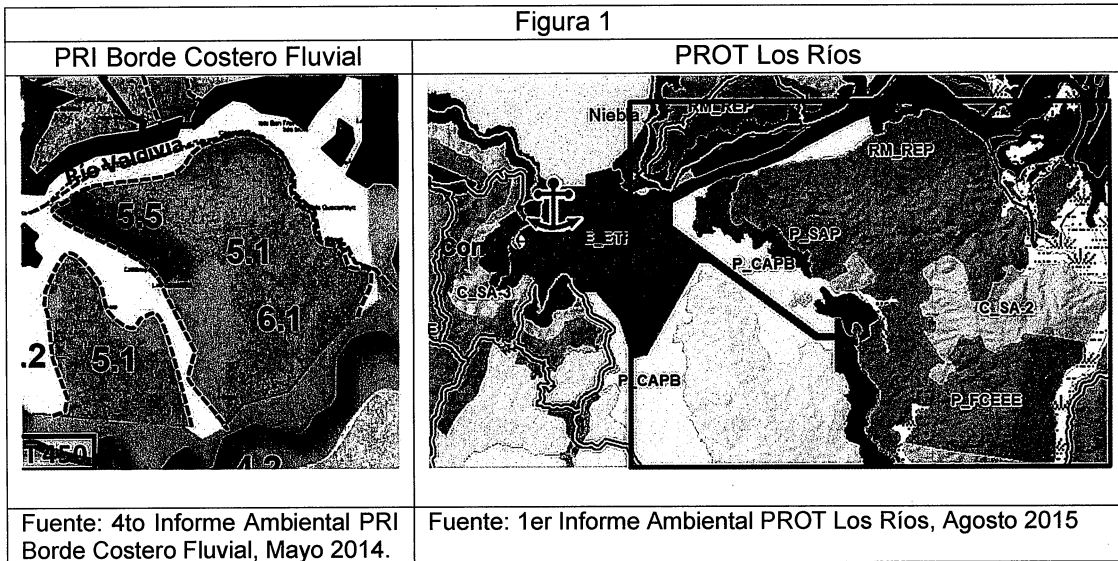 Figura 1
PRI Borde Costero Fluvial
PROT Los Ríos
Río Valdivia
5.5
5.1
6.1
.2
5.1
Niebla
RM_REP
RM_REP
P_SAP
P_CAPB
C_SA-3
C_SA-2
P_CAPB
P_FCEEE
Fuente: 4to Informe Ambiental PRI
Borde Costero Fluvial, Mayo 2014.
Fuente: 1er Informe Ambiental PROT Los Ríos, Agosto 2015